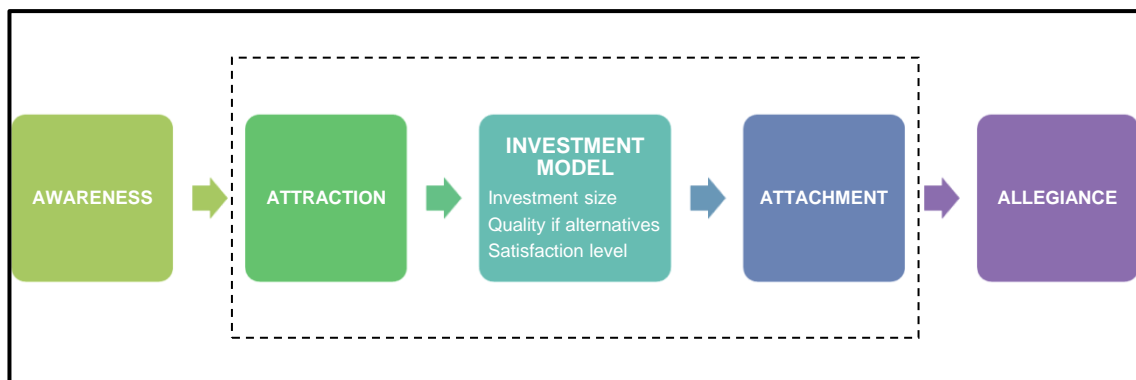 AWARENESS
ATTRACTION
INVESTMENT
MODEL
Investment size
Quality if alternatives
Satisfaction level
ATTACHMENT
ALLEGIANCE